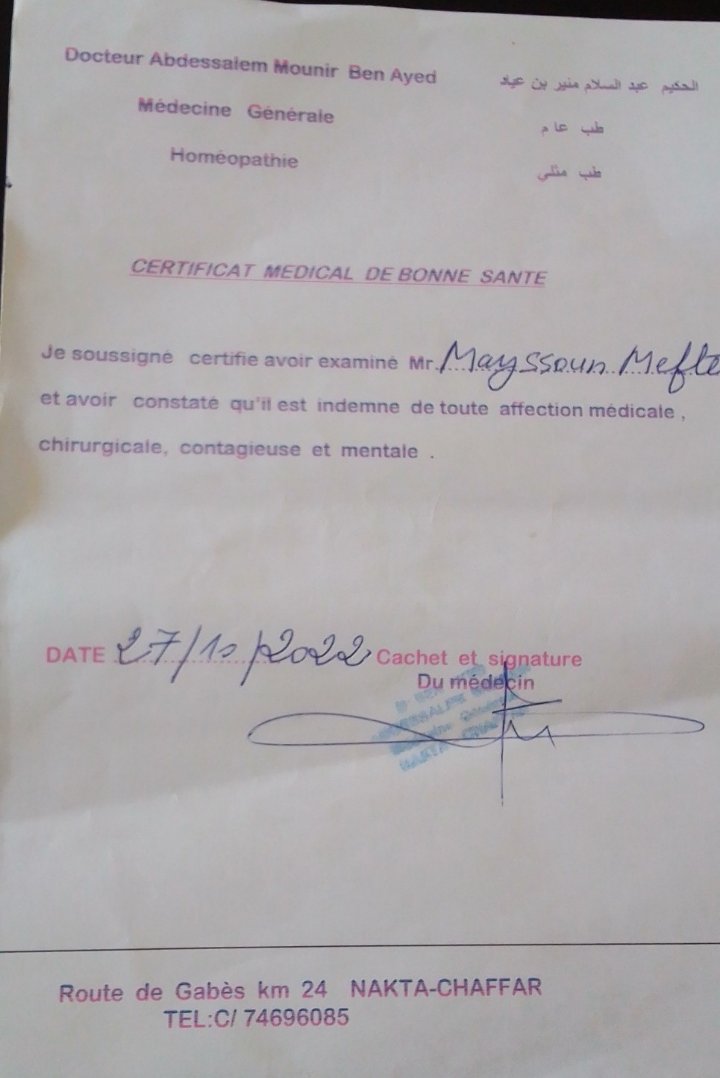 Docteur Abdessalem Mounir Ben Ayed
الحكيم عبد السلام منير بن عياد
Médecine Générale
طب عام
Homéopathie
طب مثلي
CERTIFICAT MEDICAL DE BONNE SANTE
Je soussigné certifie avoir examiné Mr. Mayssoun
et avoir constaté qu'il est indemne de toute affection médicale,
chirurgicale, contagieuse et mentale .
DATE 27/10/2022 Cachet et signature
Du médecin
Route de Gabès km 24 NAKTA-CHAFFAR
TEL:C/ 74696085